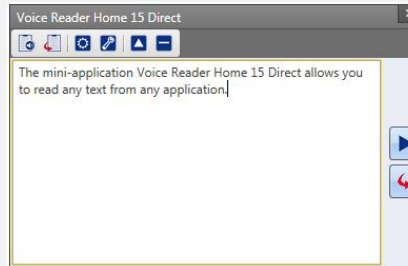 Voice Reader Home 15 Direct
The mini-application Voice Reader Home 15 Direct allows you
to read any text from any application.